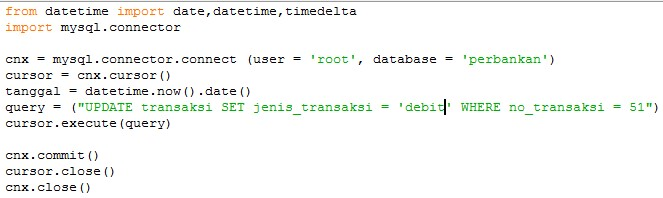 from datetime import date,datetime,timedelta
import mysql.connector
cnx = mysql.connector.connect (user = 'root', database = 'perbankan')
cursor = cnx.cursor()
tanggal = datetime.now().date()
query = ("UPDATE transaksi SET jenis_transaksi = 'debit' WHERE no_transaksi = 51")
cursor.execute(query)
cnx.commit()
cursor.close()
cnx.close()